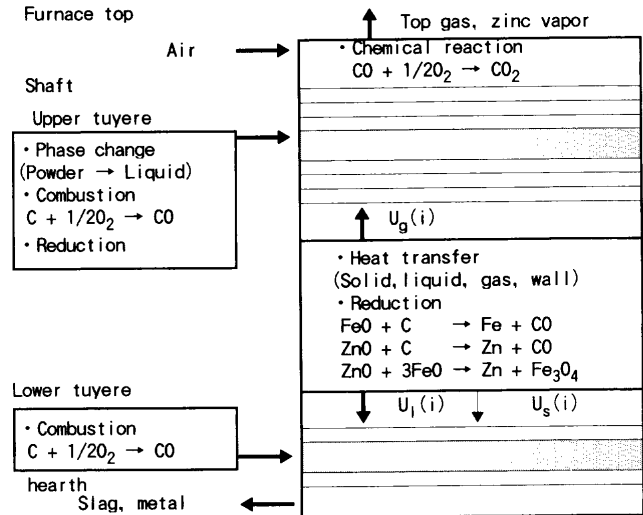 Furnace top
Top gas, zinc vapor
Air
・Chemical reaction
CO + 1/2O₂ → CO₂
Shaft
Upper tuyere
・Phase change
(Powder → Liquid)
・Combustion
C + 1/2O₂ → CO
・Reduction
Ug(i)
・Heat transfer
(Solid, liquid, gas, wall)
・Reduction
FeO + C → Fe + CO
ZnO + C → Zn + CO
ZnO + 3FeO → Zn + Fe₃O₄
Lower tuyere
Ul(i) Us(i)
・Combustion
C + 1/2O₂ → CO
hearth
Slag, metal